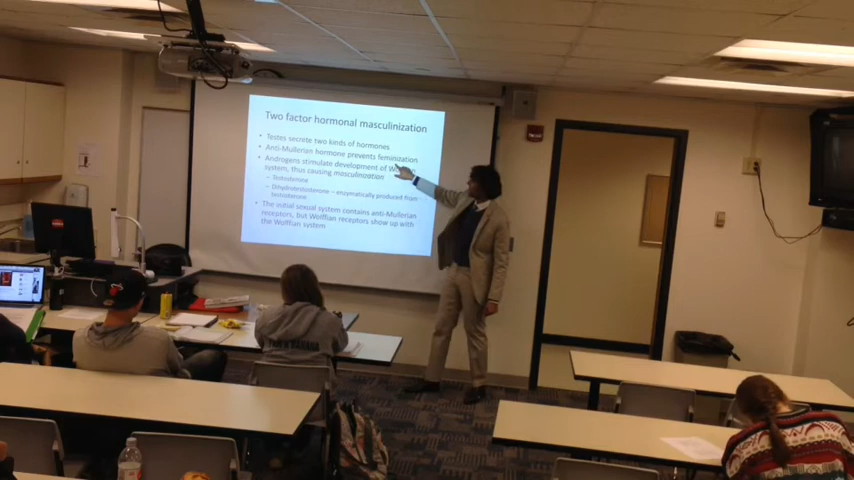 Two factor hormonal masculinization
• Testes secrete two kinds of hormones
• Anti-Mullerian hormone prevents feminization
• Androgens stimulate development of
system, thus causing masculinization
– Testosterone
– Dihydrotestosterone – enzymatically produced from
testosterone
• The initial sexual system contains anti-Mullerian
receptors, but Wolffian receptors show up with
the Wolffian system